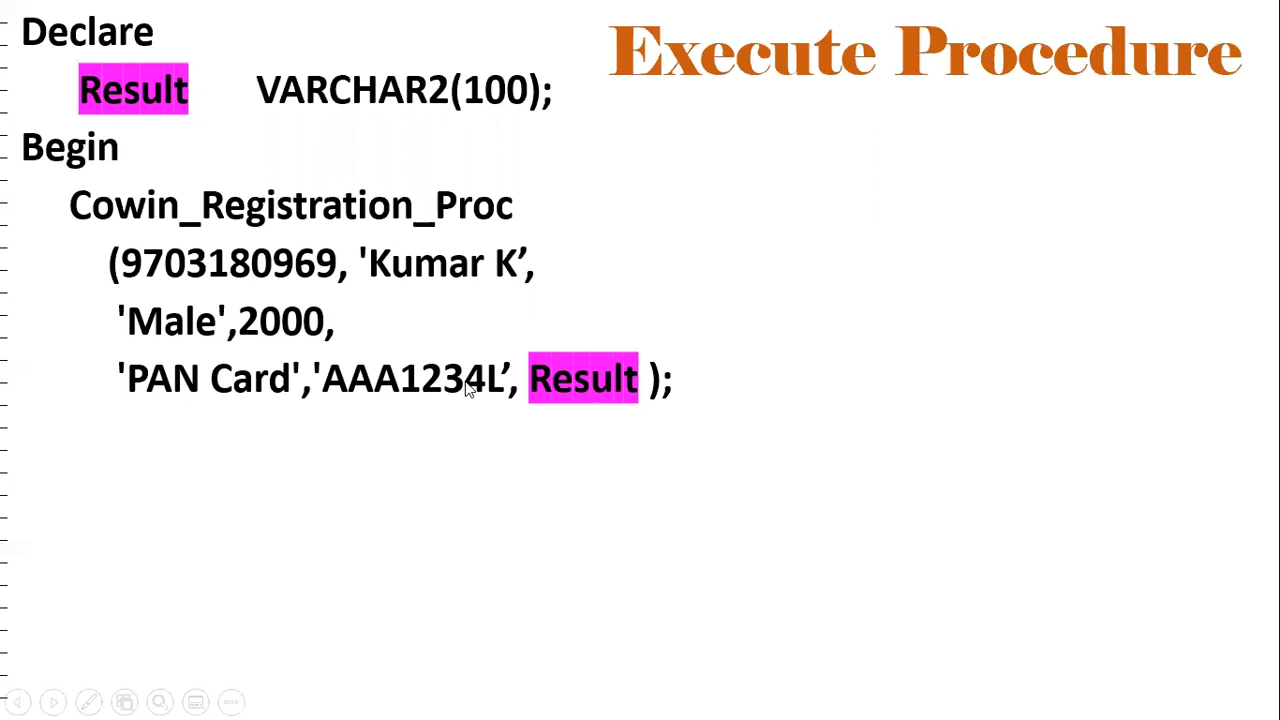 Execute Procedure
Declare
Result VARCHAR2(100);
Begin
Cowin_Registration_Proc
(9703180969, 'Kumar K’,
'Male',2000,
'PAN Card','AAA1234L’, Result );